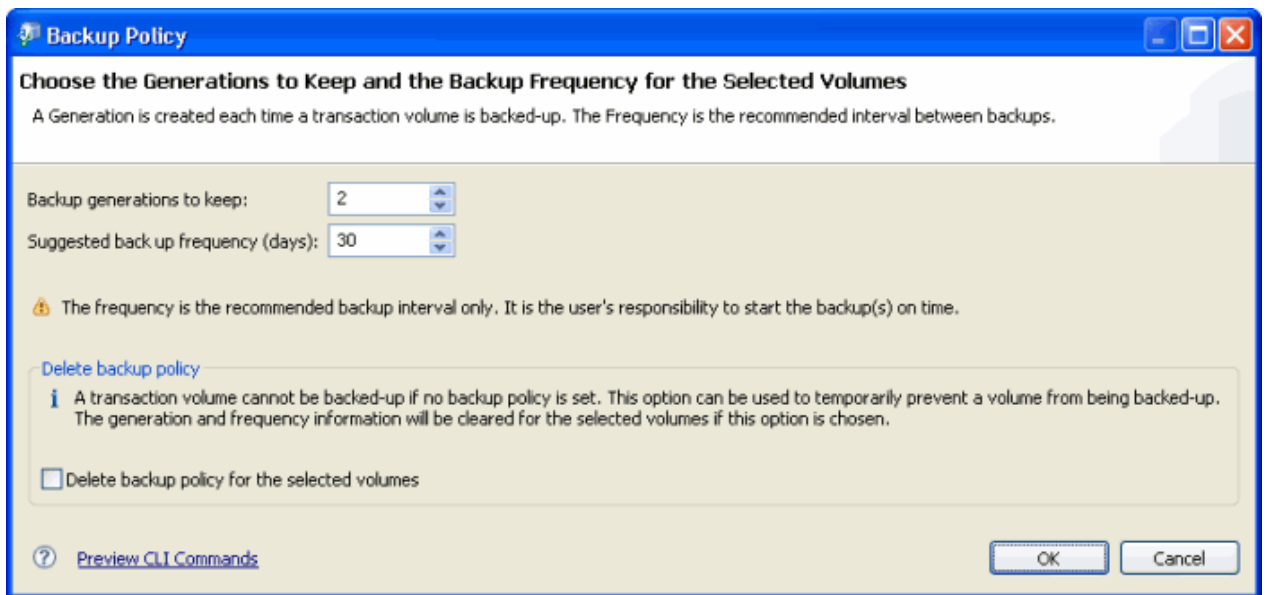 Backup Policy
Choose the Generations to Keep and the Backup Frequency for the Selected Volumes
A Generation is created each time a transaction volume is backed-up. The Frequency is the recommended interval between backups.
Backup generations to keep: 2
Suggested back up frequency (days): 30
The frequency is the recommended backup interval only. It is the user's responsibility to start the backup(s) on time.
Delete backup policy
A transaction volume cannot be backed-up if no backup policy is set. This option can be used to temporarily prevent a volume from being backed-up.
The generation and frequency information will be cleared for the selected volumes if this option is chosen.
Delete backup policy for the selected volumes
Preview CLI Commands OK Cancel